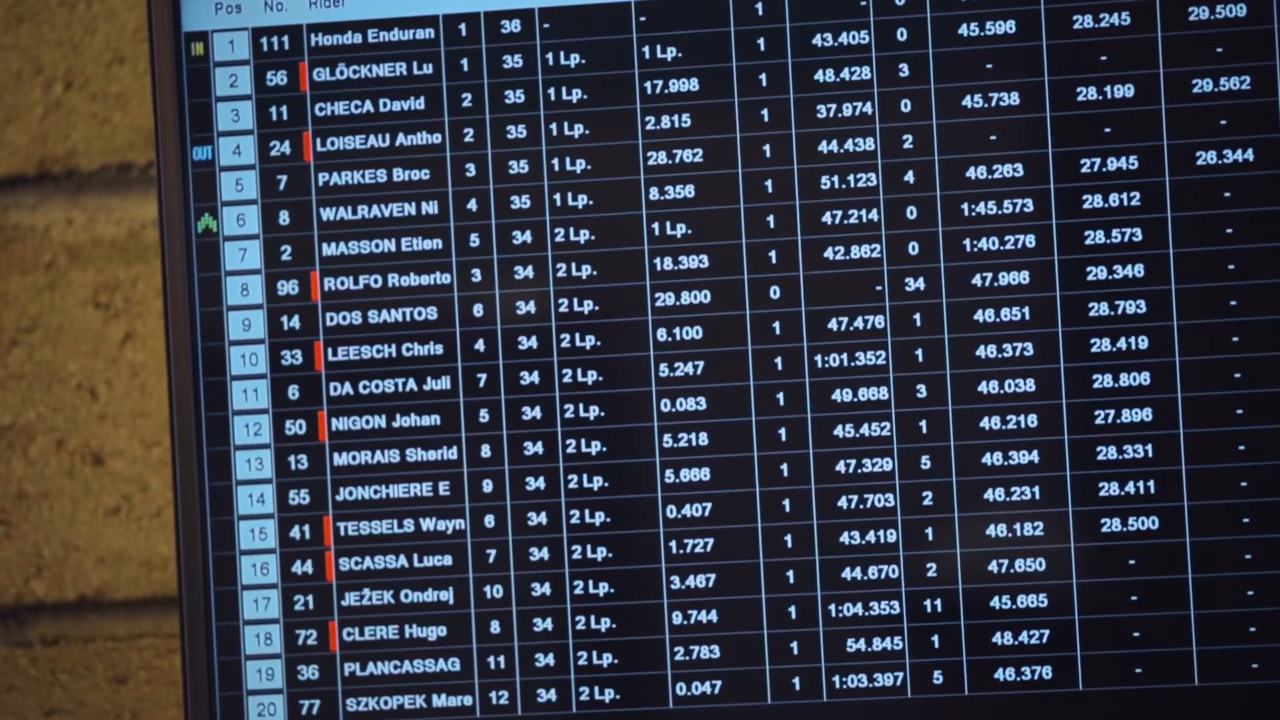 Pos No. Rider
IN 1 111 Honda Enduran 1 36 - - 1 - 0
2 56 GLÖCKNER Lu 1 35 1 Lp. 1 Lp. 1 43.405 0 45.596 28.245 29.509
3 11 CHECA David 2 35 1 Lp. 17.998 1 48.428 3 - - -
OUT 4 24 LOISEAU Antho 2 35 1 Lp. 2.815 1 37.974 0 45.738 28.199 29.562
5 7 PARKES Broc 3 35 1 Lp. 28.762 1 44.438 2 - - -
6 8 WALRAVEN Ni 4 35 1 Lp. 8.356 1 51.123 4 46.263 27.945 26.344
7 2 MASSON Etien 5 34 2 Lp. 1 Lp. 1 47.214 0 1:45.573 28.612 -
8 96 ROLFO Roberto 3 34 2 Lp. 18.393 1 42.862 0 1:40.276 28.573 -
9 14 DOS SANTOS 6 34 2 Lp. 29.800 0 - 34 47.966 29.346 -
10 33 LEESCH Chris 4 34 2 Lp. 6.100 1 47.476 1 46.651 28.793 -
11 6 DA COSTA Juli 7 34 2 Lp. 5.247 1 1:01.352 1 46.373 28.419 -
12 50 NIGON Johan 5 34 2 Lp. 0.083 1 49.668 3 46.038 28.806 -
13 13 MORAIS Sherid 8 34 2 Lp. 5.218 1 45.452 1 46.216 27.896 -
14 55 JONCHIERE E 9 34 2 Lp. 5.666 1 47.329 5 46.394 28.331 -
15 41 TESSELS Wayn 6 34 2 Lp. 0.407 1 47.703 2 46.231 28.411 -
16 44 SCASSA Luca 7 34 2 Lp. 1.727 1 43.419 1 46.182 28.500 -
17 21 JEŽEK Ondrej 10 34 2 Lp. 3.467 1 44.670 2 47.650 - -
18 72 CLERE Hugo 8 34 2 Lp. 9.744 1 1:04.353 11 45.665 - -
19 36 PLANCASSAG 11 34 2 Lp. 2.783 1 54.845 1 48.427 - -
20 77 SZKOPEK Mare 12 34 2 Lp. 0.047 1 1:03.397 5 46.376 - -